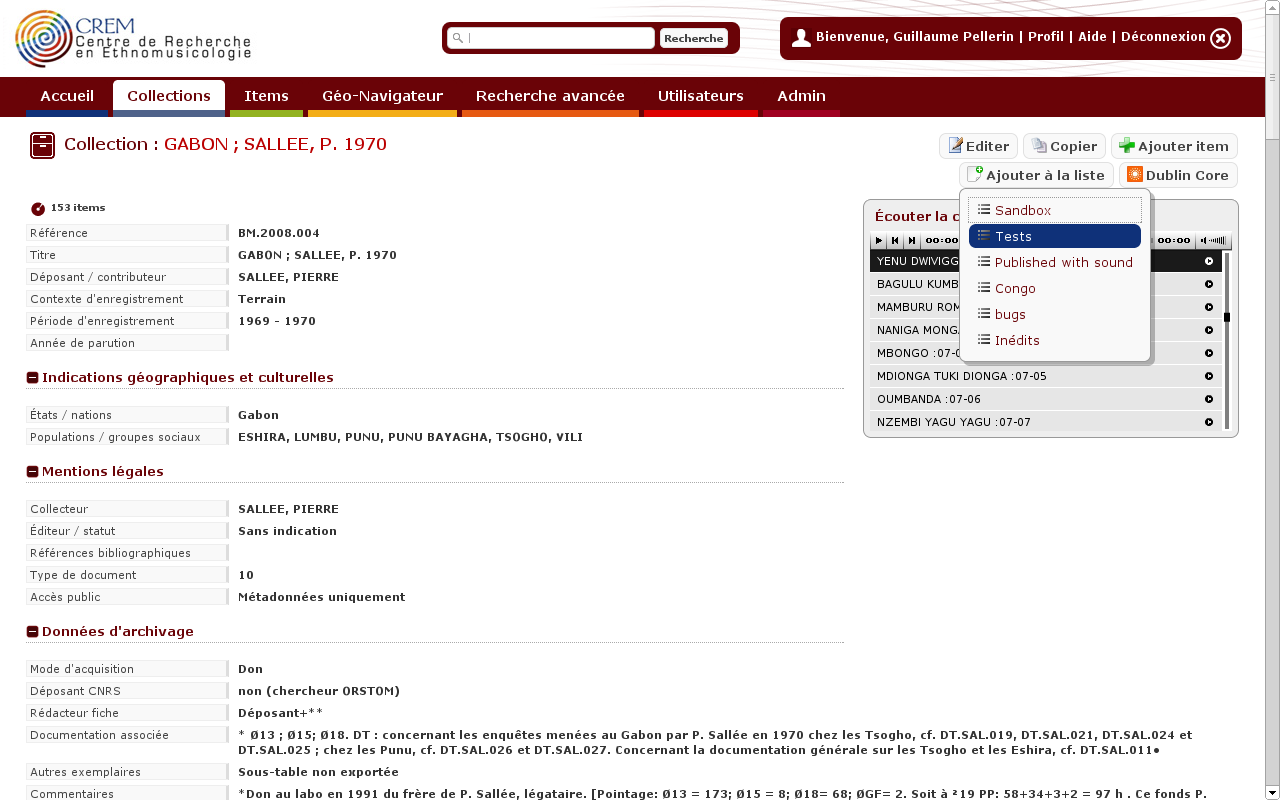 CREM
Centre de Recherche
en Ethnomusicologie
Recherche
Bienvenue, Guillaume Pellerin | Profil | Aide | Déconnexion
Accueil
Collections
Items
Géo-Navigateur
Recherche avancée
Utilisateurs
Admin
Collection : GABON ; SALLEE, P. 1970
Editer
Copier
Ajouter item
Ajouter à la liste
Dublin Core
Sandbox
Tests
Published with sound
Congo
bugs
Inédits
153 items
Référence BM.2008.004
Titre GABON ; SALLEE, P. 1970
Déposant / contributeur SALLEE, PIERRE
Contexte d'enregistrement Terrain
Période d'enregistrement 1969 - 1970
Année de parution
Écouter la c
00:00 00:00
YENU DWIVIGG
BAGULU KUMB
MAMBURU ROM
NANIGA MONGA
MBONGO :07-0
MDIONGA TUKI DIONGA :07-05
OUMBANDA :07-06
NZEMBI YAGU YAGU :07-07
Indications géographiques et culturelles
États / nations Gabon
Populations / groupes sociaux ESHIRA, LUMBU, PUNU, PUNU BAYAGHA, TSOGHO, VILI
Mentions légales
Collecteur SALLEE, PIERRE
Éditeur / statut Sans indication
Références bibliographiques
Type de document 10
Accès public Métadonnées uniquement
Données d'archivage
Mode d'acquisition Don
Déposant CNRS non (chercheur ORSTOM)
Rédacteur fiche Déposant+**
Documentation associée * Ø13 ; Ø15; Ø18. DT : concernant les enquêtes menées au Gabon par P. Sallée en 1970 chez les Tsogho, cf. DT.SAL.019, DT.SAL.021, DT.SAL.024 et
DT.SAL.025 ; chez les Punu, cf. DT.SAL.026 et DT.SAL.027. Concernant la documentation générale sur les Tsogho et les Eshira, cf. DT.SAL.011•
Autres exemplaires Sous-table non exportée
Commentaires *Don au labo en 1991 du frère de P. Sallée, légataire. [Pointage: Ø13 = 173; Ø15 = 8; Ø18= 68; ØGF= 2. Soit à ²19 PP: 58+34+3+2 = 97 h . Ce fonds P.